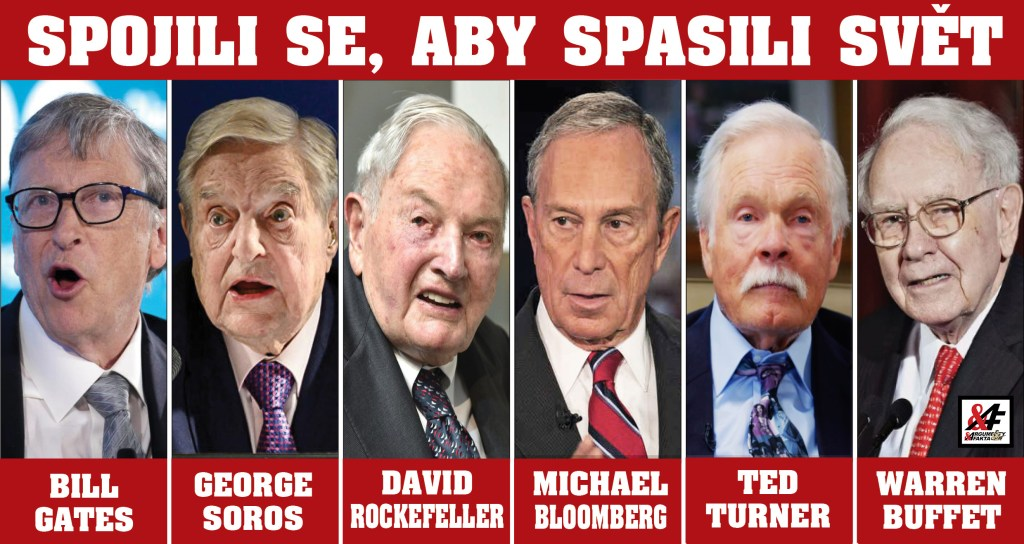 SPOJILI SE, ABY SPASILI SVĚT
BILL
GATES
GEORGE
SOROS
DAVID
ROCKEFELLER
MICHAEL
BLOOMBERG
TED
TURNER
WARREN
BUFFET